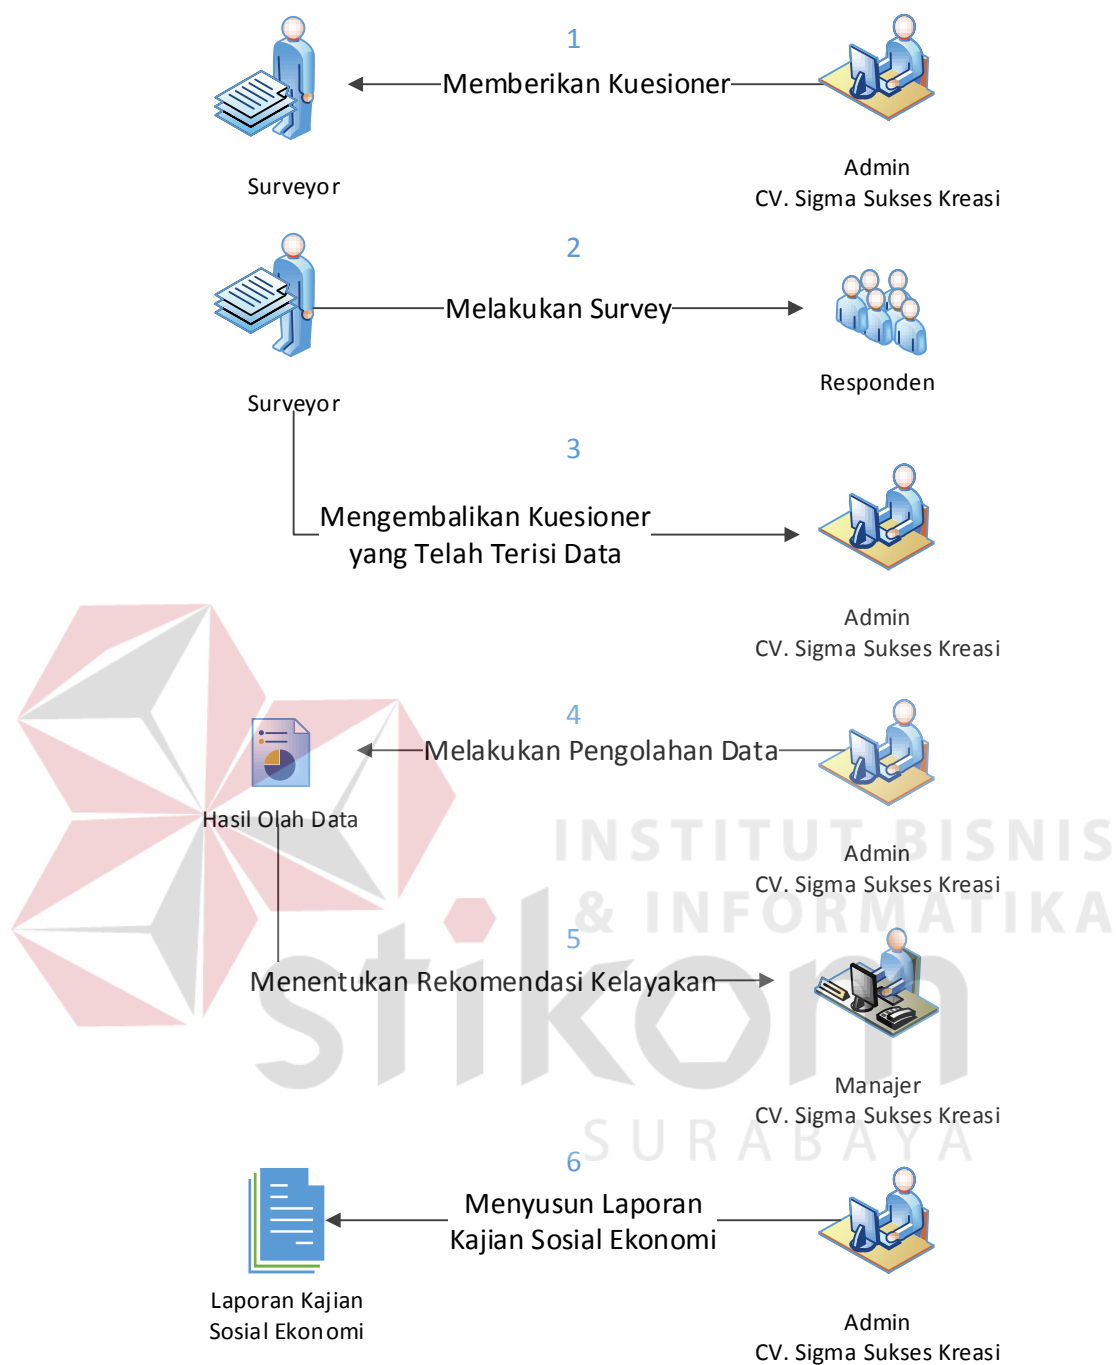 1
Memberikan Kuesioner
Surveyor
Admin
CV. Sigma Sukses Kreasi
2
Melakukan Survey
Surveyor
Responden
3
Mengembalikan Kuesioner
yang Telah Terisi Data
Admin
CV. Sigma Sukses Kreasi
4
Melakukan Pengolahan Data
Hasil Olah Data
Admin
CV. Sigma Sukses Kreasi
INSTITUT BISNIS
& INFORMATIKA
stikom
SURABAYA
5
Menentukan Rekomendasi Kelayakan
Manajer
CV. Sigma Sukses Kreasi
6
Menyusun Laporan
Kajian Sosial Ekonomi
Laporan Kajian
Sosial Ekonomi
Admin
CV. Sigma Sukses Kreasi